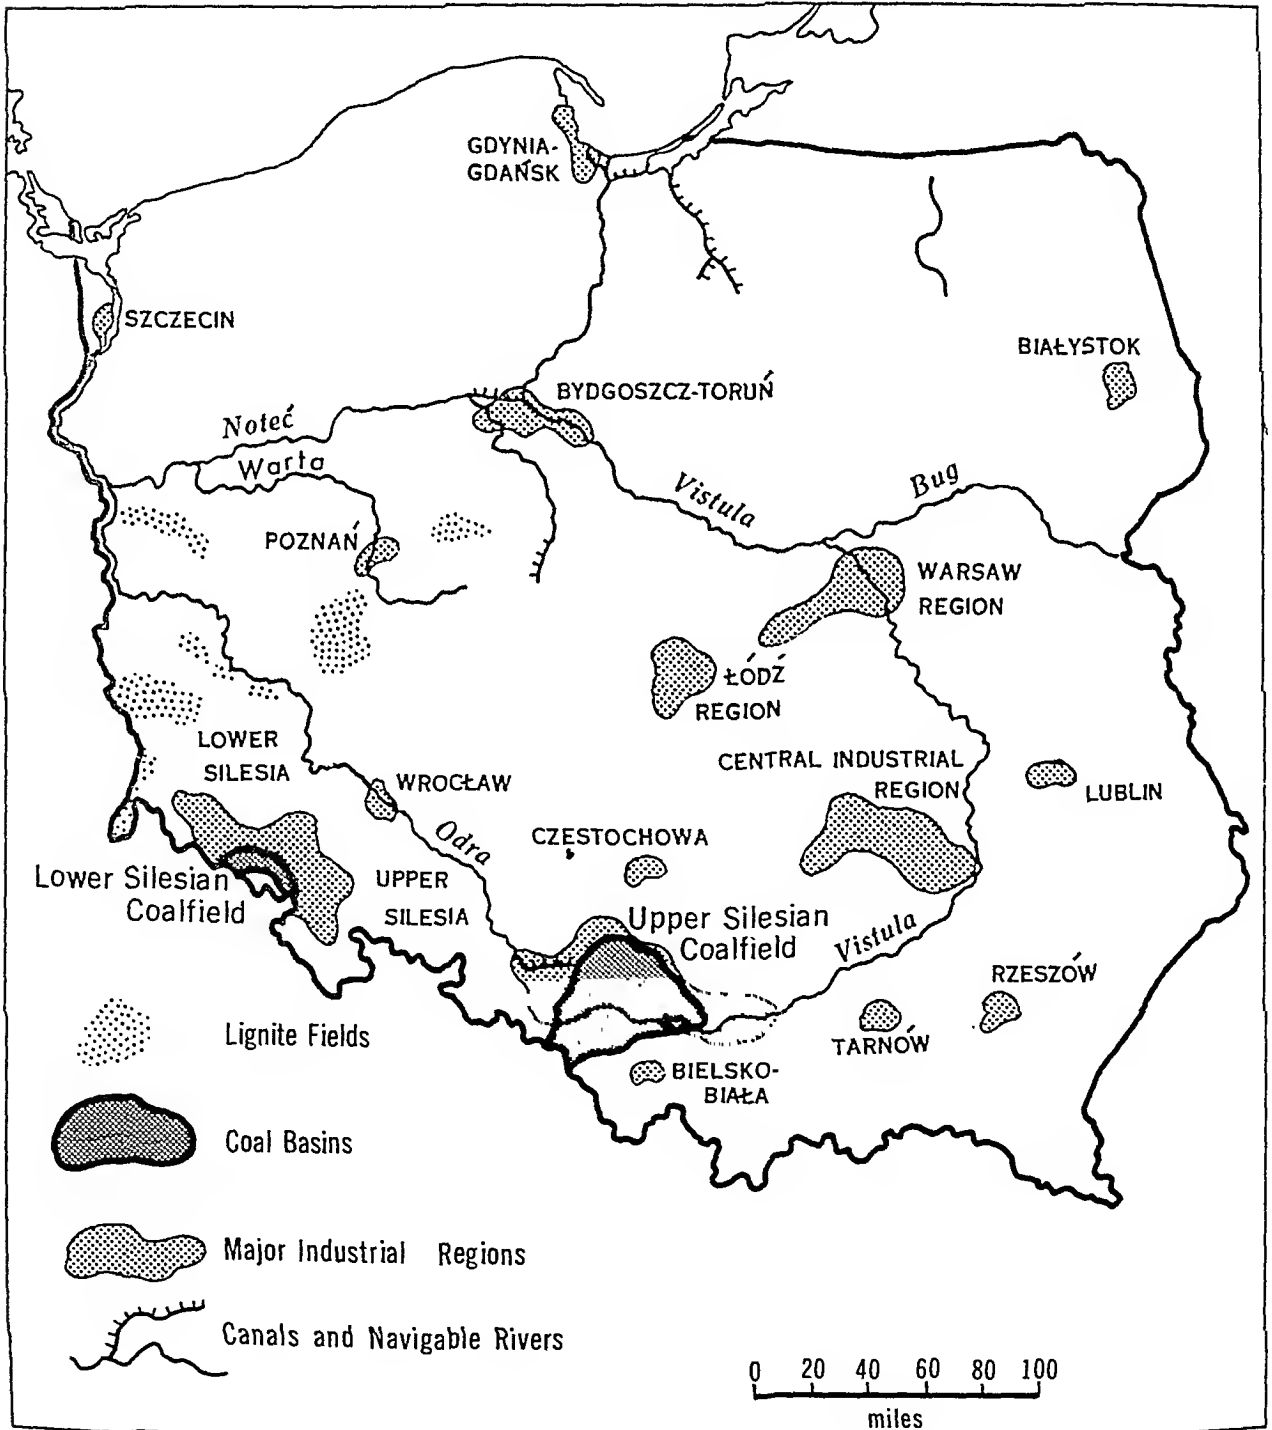 GDYNIA-
GDAŃSK
SZCZECIN
BIAŁYSTOK
BYDGOSZCZ-TORUŃ
Noteć
Warta
Vistula
Bug
POZNAŃ
WARSAW
REGION
ŁÓDŹ
REGION
LOWER
SILESIA
CENTRAL INDUSTRIAL
REGION
WROCŁAW
LUBLIN
Odra
CZESTOCHOWA
Lower Silesian
Coalfield
UPPER
SILESIA
Upper Silesian
Coalfield
Vistula
RZESZÓW
TARNÓW
BIELSKO-
BIAŁA
Lignite Fields
Coal Basins
Major Industrial Regions
Canals and Navigable Rivers
0 20 40 60 80 100
miles